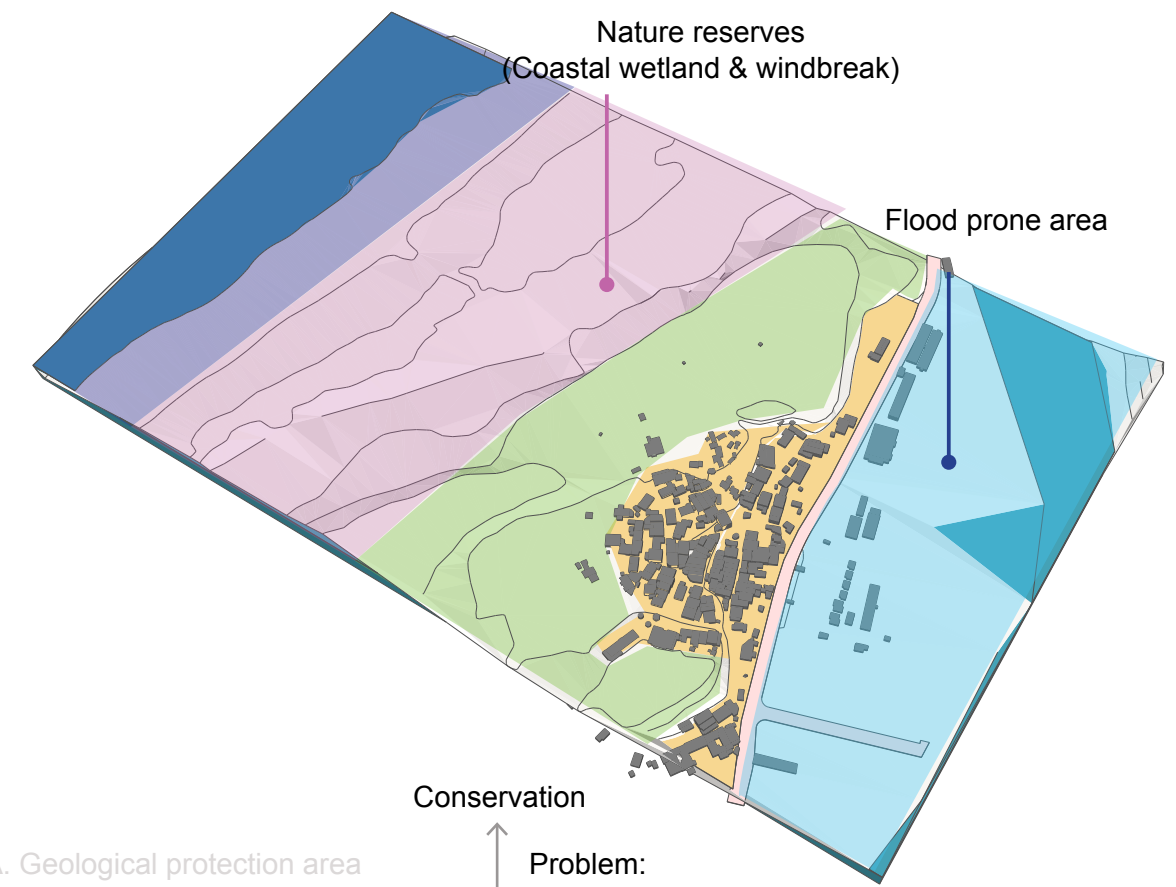 Nature reserves
(Coastal wetland & windbreak)
Flood prone area
Conservation
A. Geological protection area
Problem: